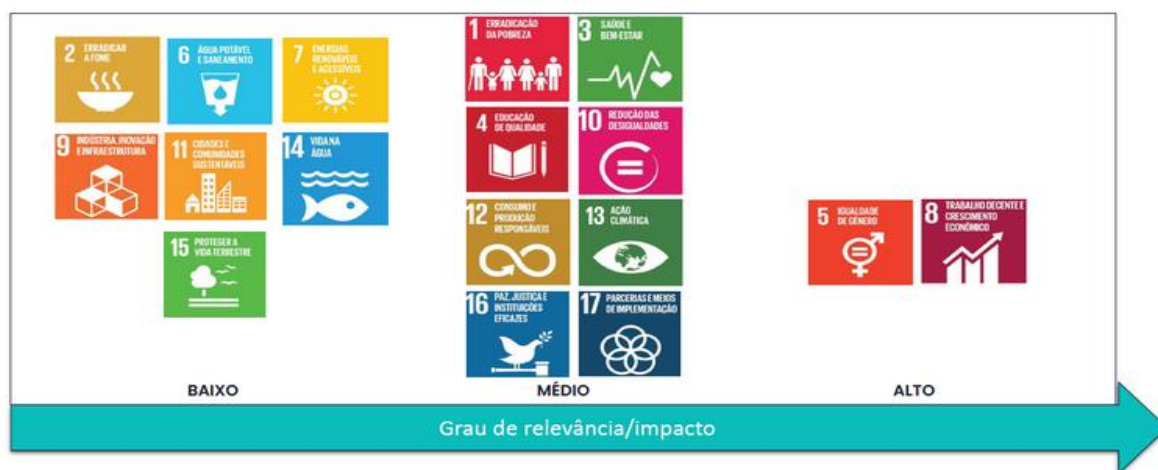 2 ERRADICAR
A FOME
6 ÁGUA POTÁVEL
E SANEAMENTO
7 ENERGIAS
RENOVÁVEIS
E ACESSÍVEIS
9 INDÚSTRIA, INOVAÇÃO
E INFRAESTRUTURA
11 CIDADES E
COMUNIDADES
SUSTENTÁVEIS
14 VIDA NA
ÁGUA
15 PROTEGER A
VIDA TERRESTRE
BAIXO
1 ERRADICAÇÃO
DA POBREZA
3 SAÚDE E
BEM-ESTAR
4 EDUCAÇÃO
DE QUALIDADE
10 REDUÇÃO DAS
DESIGUALDADES
12 CONSUMO E
PRODUÇÃO
RESPONSÁVEIS
13 AÇÃO
CLIMÁTICA
16 PAZ, JUSTIÇA E
INSTITUIÇÕES
EFICAZES
17 PARCERIAS E MEIOS
DE IMPLEMENTAÇÃO
MÉDIO
5 IGUALDADE
DE GÉNERO
8 TRABALHO DECENTE E
CRESCIMENTO
ECONÓMICO
ALTO
Grau de relevância/impacto